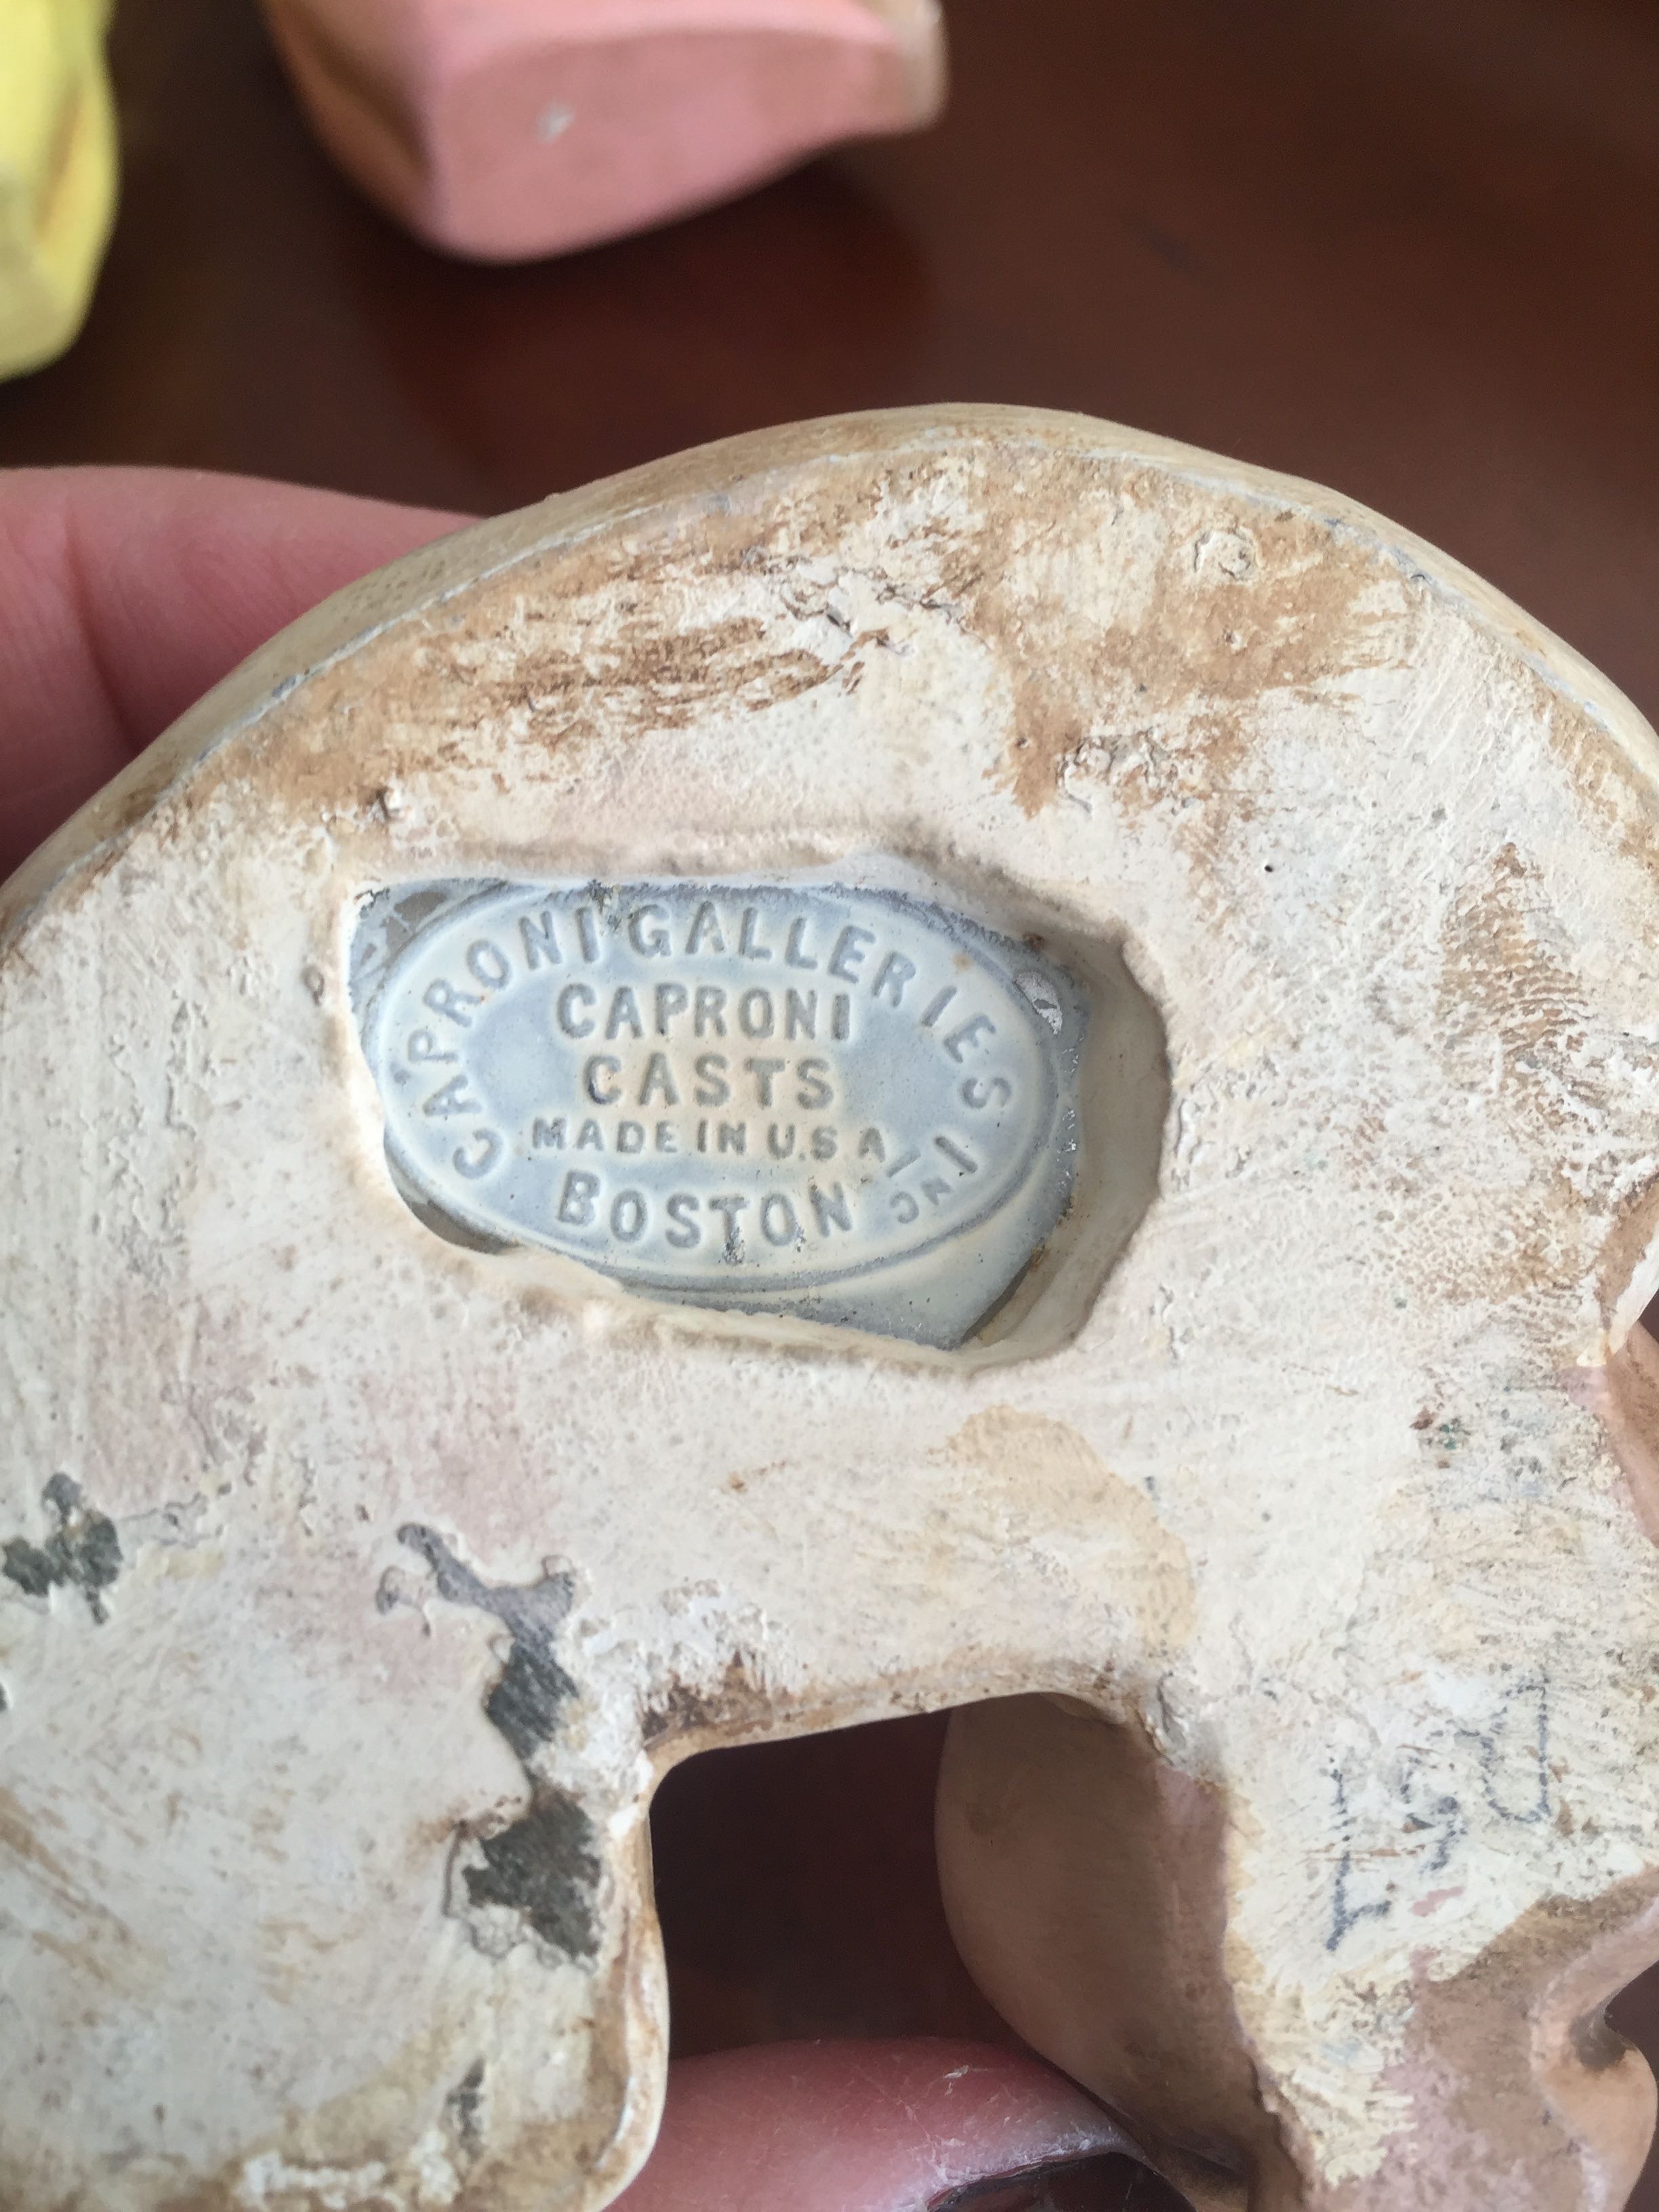 CAPRONI GALLERIES INC
CAPRONI
CASTS
MADE IN U.S.A
BOSTON